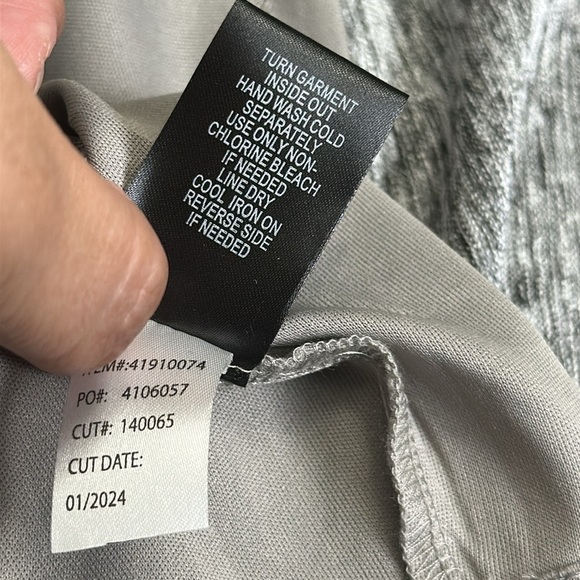 TURN GARMENT
INSIDE OUT
HAND WASH COLD
SEPARATELY
USE ONLY NON-
CHLORINE BLEACH
IF NEEDED
LINE DRY
COOL IRON ON
REVERSE SIDE
IF NEEDED
ITEM#:41910074
PO#: 4106057
CUT#: 140065
CUT DATE:
01/2024